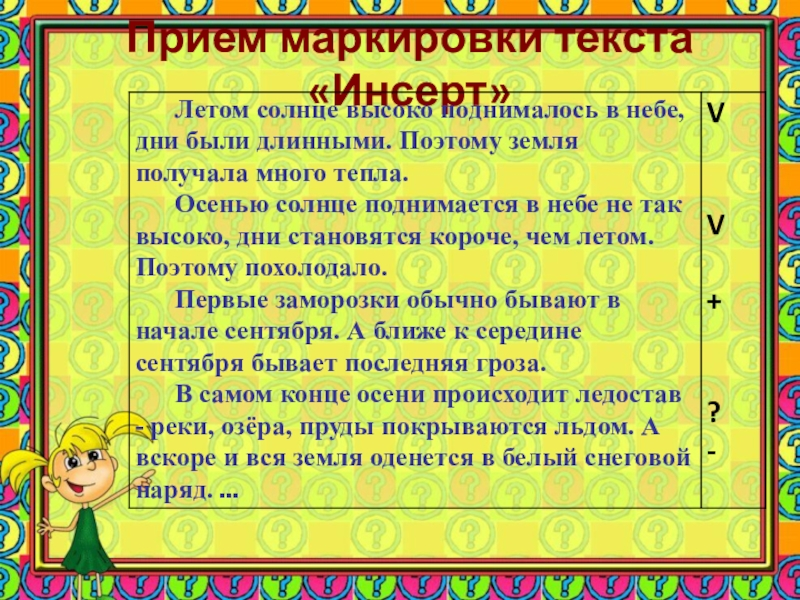 Прием маркировки текста
«Инсерт»
Летом солнце высоко поднималось в небе,
дни были длинными. Поэтому земля
получала много тепла.
Осенью солнце поднимается в небе не так
высоко, дни становятся короче, чем летом.
Поэтому похолодало.
Первые заморозки обычно бывают в
начале сентября. А ближе к середине
сентября бывает последняя гроза.
В самом конце осени происходит ледостав
- реки, озёра, пруды покрываются льдом. А
вскоре и вся земля оденется в белый снеговой
наряд. ...
V
V
+
?
-